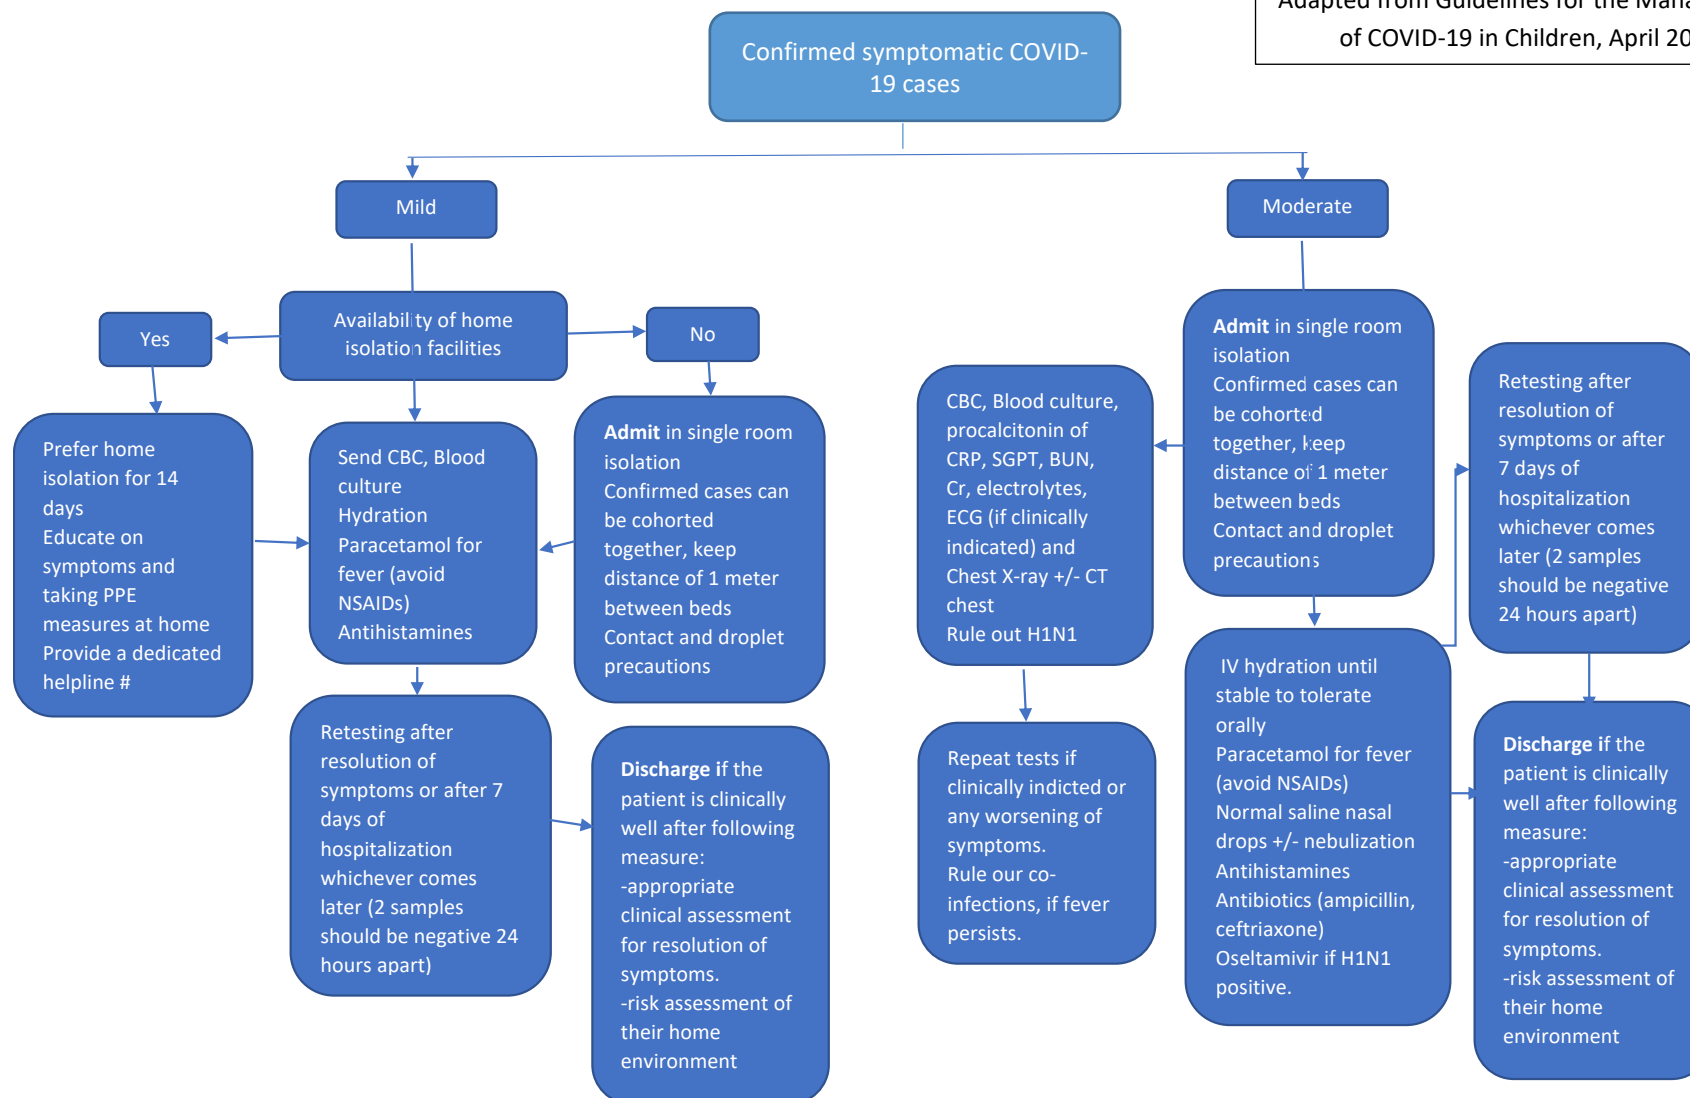 Adapted from Guidelines for the
of COVID-19 in Children, April
Confirmed symptomatic COVID-
19 cases
Mild
Moderate
Availability of home
isolation facilities
Yes
No
Prefer home
isolation for 14
days
Educate on
symptoms and
taking PPE
measures at home
Provide a dedicated
helpline #
Send CBC, Blood
culture
Hydration
Paracetamol for
fever (avoid
NSAIDs)
Antihistamines
Admit in single room
isolation
Confirmed cases can
be cohorted
together, keep
distance of 1 meter
between beds
Contact and droplet
precautions
Retesting after
resolution of
symptoms or after 7
days of
hospitalization
whichever comes
later (2 samples
should be negative 24
hours apart)
Discharge if the
patient is clinically
well after following
measure:
-appropriate
clinical assessment
for resolution of
symptoms.
-risk assessment of
their home
environment
CBC, Blood culture,
procalcitonin of
CRP, SGPT, BUN,
Cr, electrolytes,
ECG (if clinically
indicated) and
Chest X-ray +/- CT
chest
Rule out H1N1
Admit in single room
isolation
Confirmed cases can
be cohorted
together, keep
distance of 1 meter
between beds
Contact and droplet
precautions
Retesting after
resolution of
symptoms or after
7 days of
hospitalization
whichever comes
later (2 samples
should be negative
24 hours apart)
Repeat tests if
clinically indicted or
any worsening of
symptoms.
Rule our co-
infections, if fever
persists.
IV hydration until
stable to tolerate
orally
Paracetamol for fever
(avoid NSAIDs)
Normal saline nasal
drops +/- nebulization
Antihistamines
Antibiotics (ampicillin,
ceftriaxone)
Oseltamivir if H1N1
positive.
Discharge if the
patient is clinically
well after following
measure:
-appropriate
clinical assessment
for resolution of
symptoms.
-risk assessment of
their home
environment